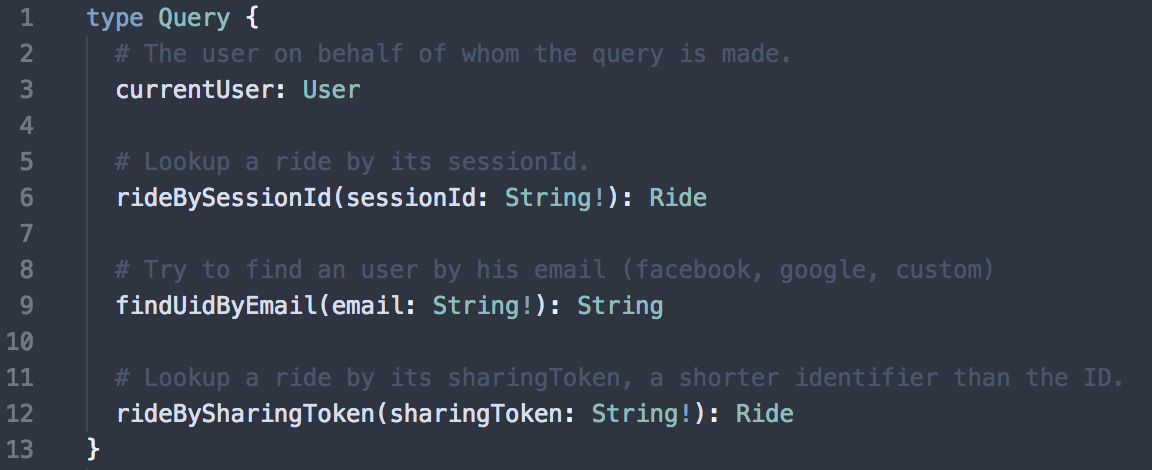 1 type Query {
2 # The user on behalf of whom the query is made.
3 currentUser: User
4
5 # Lookup a ride by its sessionId.
6 rideBySessionId(sessionId: String!): Ride
7
8 # Try to find an user by his email (facebook, google, custom)
9 findUidByEmail(email: String!): String
10
11 # Lookup a ride by its sharingToken, a shorter identifier than the ID.
12 rideBySharingToken(sharingToken: String!): Ride
13 }